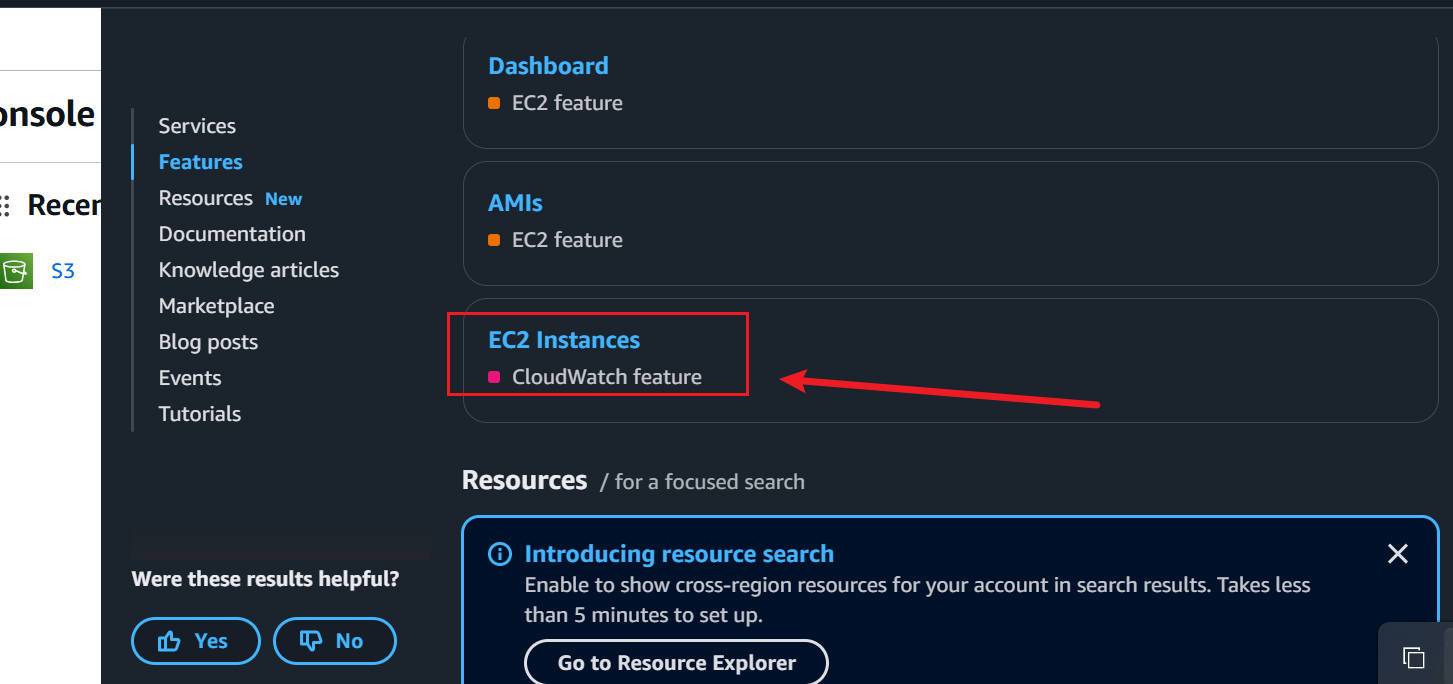 onsole
Recen
S3
Services
Features
Resources New
Documentation
Knowledge articles
Marketplace
Blog posts
Events
Tutorials
Were these results helpful?
Yes
No
Dashboard
EC2 feature
AMIs
EC2 feature
EC2 Instances
CloudWatch feature
Resources / for a focused search
Introducing resource search
Enable to show cross-region resources for your account in search results. Takes less
than 5 minutes to set up.
Go to Resource Explorer